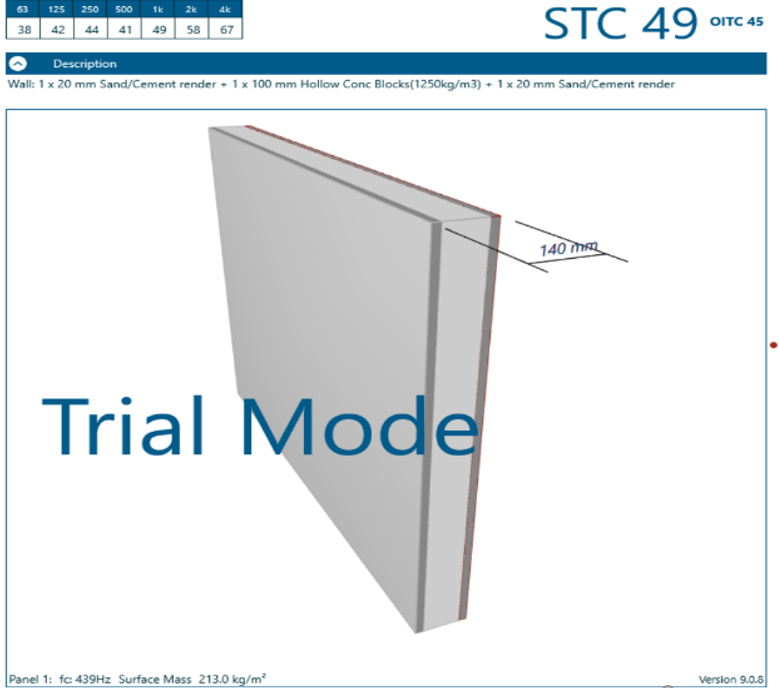 63 125 250 500 1k 2k 4k
38 42 44 41 49 58 67
STC 49 OITC 45
Description
Wall: 1 x 20 mm Sand/Cement render + 1 x 100 mm Hollow Conc Blocks(1250kg/m3) + 1 x 20 mm Sand/Cement render
140 mm
Trial Mode
Panel 1: fc: 439Hz Surface Mass 213.0 kg/m²
Version 9.0.8